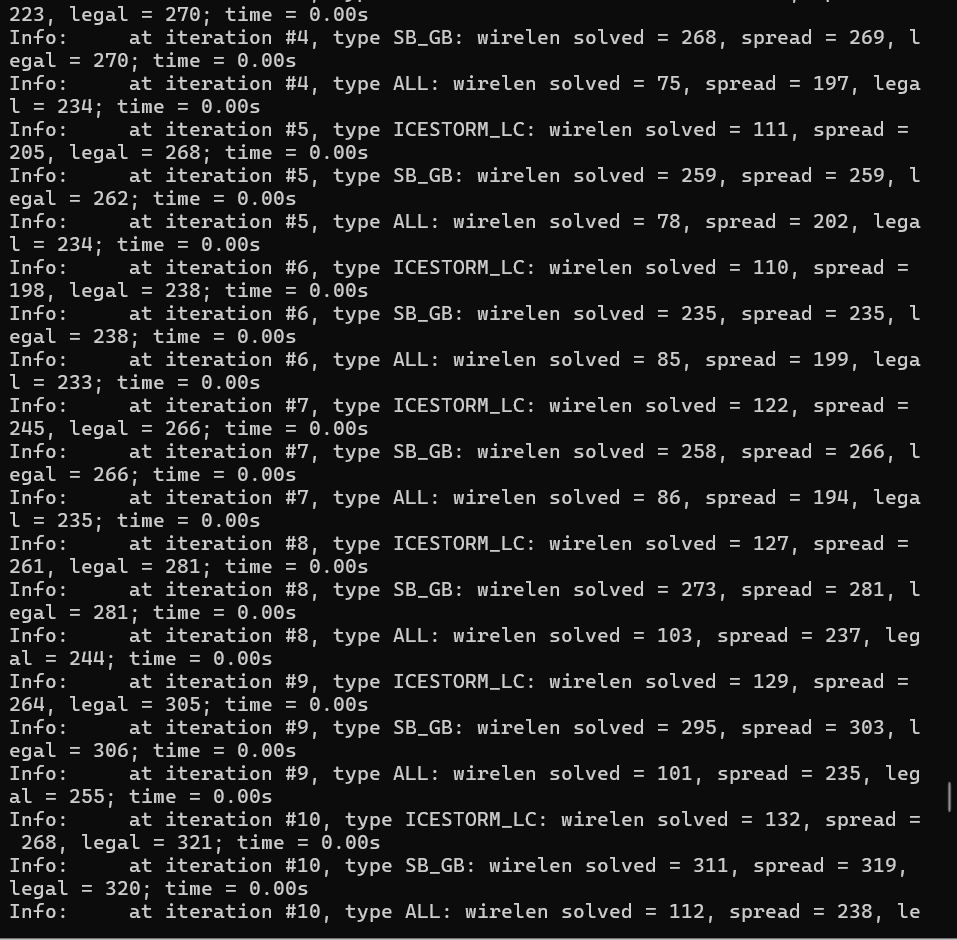 223, legal = 270; time = 0.00s
Info:     at iteration #4, type SB_GB: wirelen solved = 268, spread = 269, l
egal = 270; time = 0.00s
Info:     at iteration #4, type ALL: wirelen solved = 75, spread = 197, lega
l = 234; time = 0.00s
Info:     at iteration #5, type ICESTORM_LC: wirelen solved = 111, spread =
205, legal = 268; time = 0.00s
Info:     at iteration #5, type SB_GB: wirelen solved = 259, spread = 259, l
egal = 262; time = 0.00s
Info:     at iteration #5, type ALL: wirelen solved = 78, spread = 202, lega
l = 234; time = 0.00s
Info:     at iteration #6, type ICESTORM_LC: wirelen solved = 110, spread =
198, legal = 238; time = 0.00s
Info:     at iteration #6, type SB_GB: wirelen solved = 235, spread = 235, l
egal = 238; time = 0.00s
Info:     at iteration #6, type ALL: wirelen solved = 85, spread = 199, lega
l = 233; time = 0.00s
Info:     at iteration #7, type ICESTORM_LC: wirelen solved = 122, spread =
245, legal = 266; time = 0.00s
Info:     at iteration #7, type SB_GB: wirelen solved = 258, spread = 266, l
egal = 266; time = 0.00s
Info:     at iteration #7, type ALL: wirelen solved = 86, spread = 194, lega
l = 235; time = 0.00s
Info:     at iteration #8, type ICESTORM_LC: wirelen solved = 127, spread =
261, legal = 281; time = 0.00s
Info:     at iteration #8, type SB_GB: wirelen solved = 273, spread = 281, l
egal = 281; time = 0.00s
Info:     at iteration #8, type ALL: wirelen solved = 103, spread = 237, leg
al = 244; time = 0.00s
Info:     at iteration #9, type ICESTORM_LC: wirelen solved = 129, spread =
264, legal = 305; time = 0.00s
Info:     at iteration #9, type SB_GB: wirelen solved = 295, spread = 303, l
egal = 306; time = 0.00s
Info:     at iteration #9, type ALL: wirelen solved = 101, spread = 235, leg
al = 255; time = 0.00s
Info:     at iteration #10, type ICESTORM_LC: wirelen solved = 132, spread =
 268, legal = 321; time = 0.00s
Info:     at iteration #10, type SB_GB: wirelen solved = 311, spread = 319,
legal = 320; time = 0.00s
Info:     at iteration #10, type ALL: wirelen solved = 112, spread = 238, le